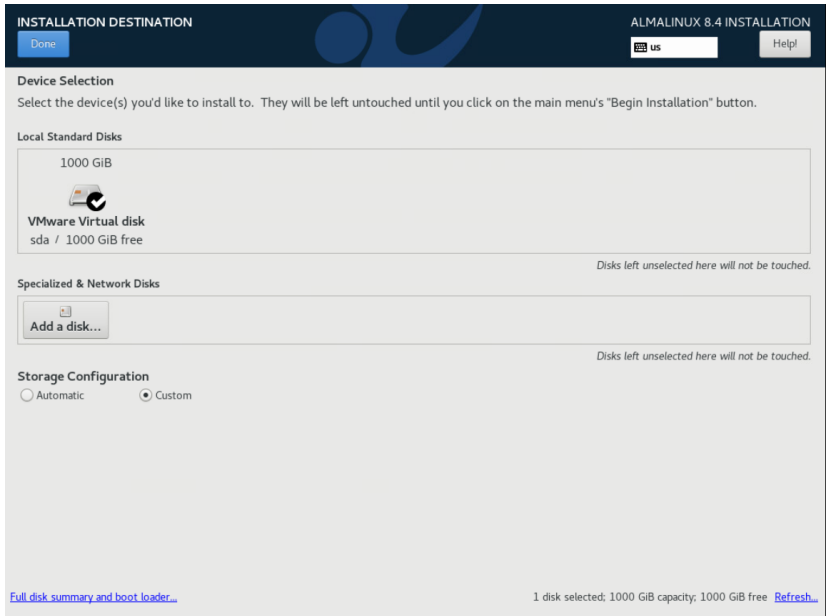 INSTALLATION DESTINATION
ALMALINUX 8.4 INSTALLATION
Done
us
Help!
Device Selection
Select the device(s) you'd like to install to. They will be left untouched until you click on the main menu's "Begin Installation" button.
Local Standard Disks
1000 GiB
VMware Virtual disk
sda / 1000 GiB free
Disks left unselected here will not be touched.
Specialized & Network Disks
Add a disk...
Disks left unselected here will not be touched.
Storage Configuration
Automatic
Custom
Full disk summary and boot loader...
1 disk selected; 1000 GiB capacity; 1000 GiB free Refresh...